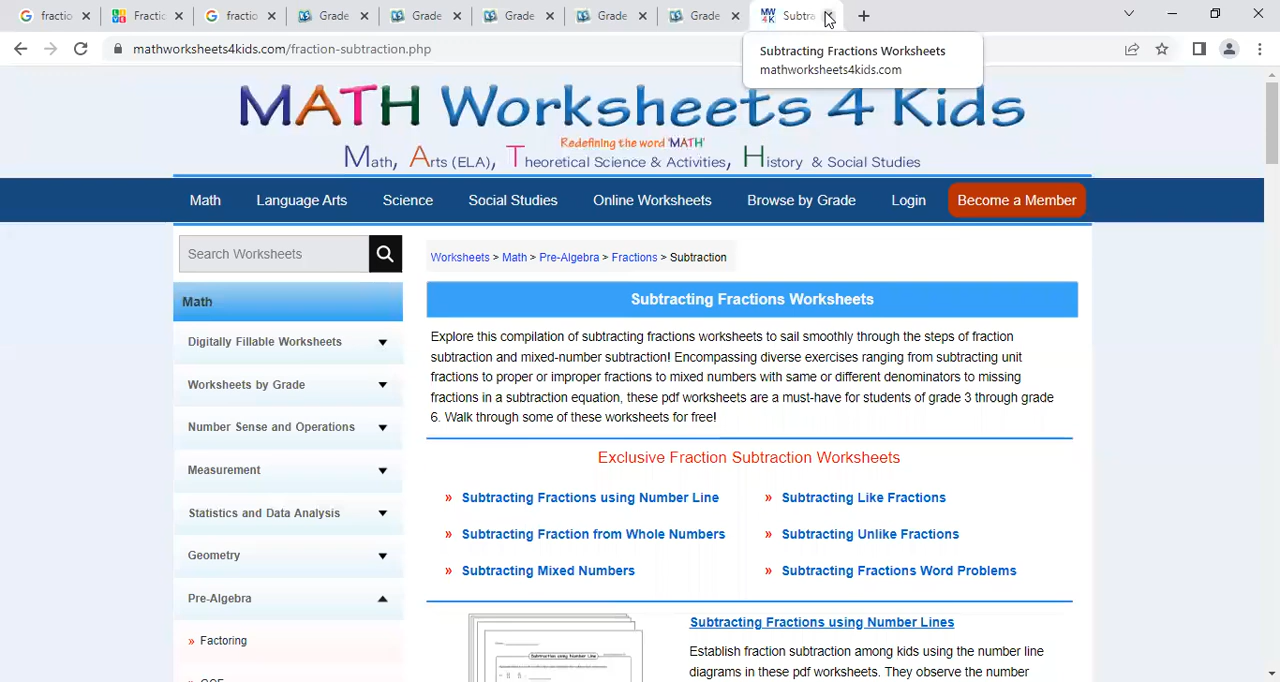 fractio
Fractic
fractio
Grade
Grade
Grade
Grade
Grade
MW 4K
Subtra
mathworksheets4kids.com/fraction-subtraction.php
Subtracting Fractions Worksheets
mathworksheets4kids.com
MATH Worksheets 4 Kids
Redefining the word 'MATH'
Math, Arts (ELA), Theoretical Science & Activities, History & Social Studies
Math Language Arts Science Social Studies Online Worksheets Browse by Grade Login Become a Member
Search Worksheets
Worksheets > Math > Pre-Algebra > Fractions > Subtraction
Math
Digitally Fillable Worksheets
Worksheets by Grade
Number Sense and Operations
Measurement
Statistics and Data Analysis
Geometry
Pre-Algebra
» Factoring
Subtracting Fractions Worksheets
Explore this compilation of subtracting fractions worksheets to sail smoothly through the steps of fraction
subtraction and mixed-number subtraction! Encompassing diverse exercises ranging from subtracting unit
fractions to proper or improper fractions to mixed numbers with same or different denominators to missing
fractions in a subtraction equation, these pdf worksheets are a must-have for students of grade 3 through grade
6. Walk through some of these worksheets for free!
Exclusive Fraction Subtraction Worksheets
» Subtracting Fractions using Number Line » Subtracting Like Fractions
» Subtracting Fraction from Whole Numbers » Subtracting Unlike Fractions
» Subtracting Mixed Numbers » Subtracting Fractions Word Problems
Subtracting Fractions using Number Lines
Establish fraction subtraction among kids using the number line
diagrams in these pdf worksheets. They observe the number